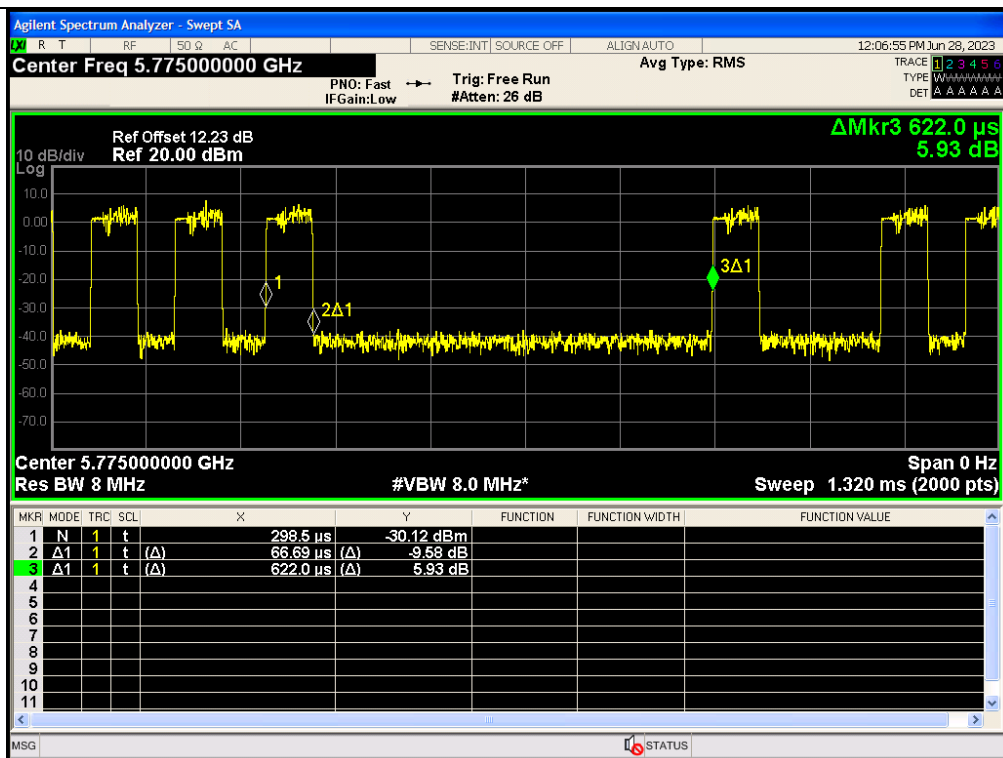 Agilent Spectrum Analyzer - Swept SA
LXI R T RF 50 Ω AC SENSE:INT SOURCE OFF ALIGN AUTO 12:06:55 PM Jun 28, 2023
Center Freq 5.775000000 GHz Avg Type: RMS TRACE 1 2 3 4 5 6
PNO: Fast Trig: Free Run TYPE WWWWWW
IFGain:Low #Atten: 26 dB DET A A A A A A
ΔMkr3 622.0 µs
Ref Offset 12.23 dB
10 dB/div Ref 20.00 dBm 5.93 dB
Log
10.0
0.00
-10.0
-20.0
-30.0
-40.0
-50.0
-60.0
-70.0
1
2Δ1
3Δ1
Center 5.775000000 GHz Span 0 Hz
Res BW 8 MHz #VBW 8.0 MHz* Sweep 1.320 ms (2000 pts)
MKR MODE TRC SCL X Y FUNCTION FUNCTION WIDTH FUNCTION VALUE
1 N 1 t 298.5 µs -30.12 dBm
2 Δ1 1 t (Δ) 66.69 µs (Δ) -9.58 dB
3 Δ1 1 t (Δ) 622.0 µs (Δ) 5.93 dB
4
5
6
7
8
9
10
11
MSG STATUS